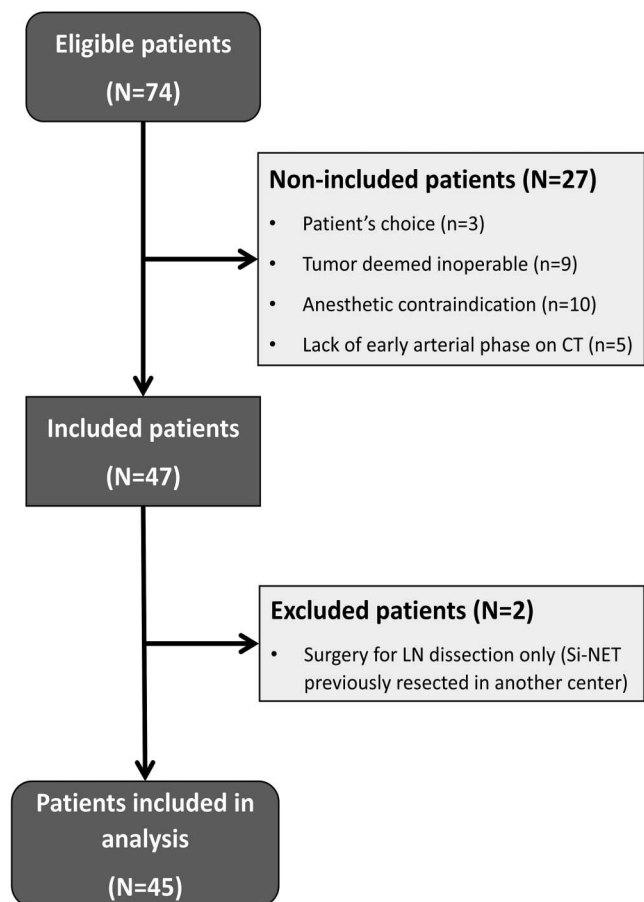 Eligible patients
(N=74)
Non-included patients (N=27)
• Patient's choice (n=3)
• Tumor deemed inoperable (n=9)
• Anesthetic contraindication (n=10)
• Lack of early arterial phase on CT (n=5)
Included patients
(N=47)
Excluded patients (N=2)
• Surgery for LN dissection only (Si-NET
previously resected in another center)
Patients included in
analysis
(N=45)